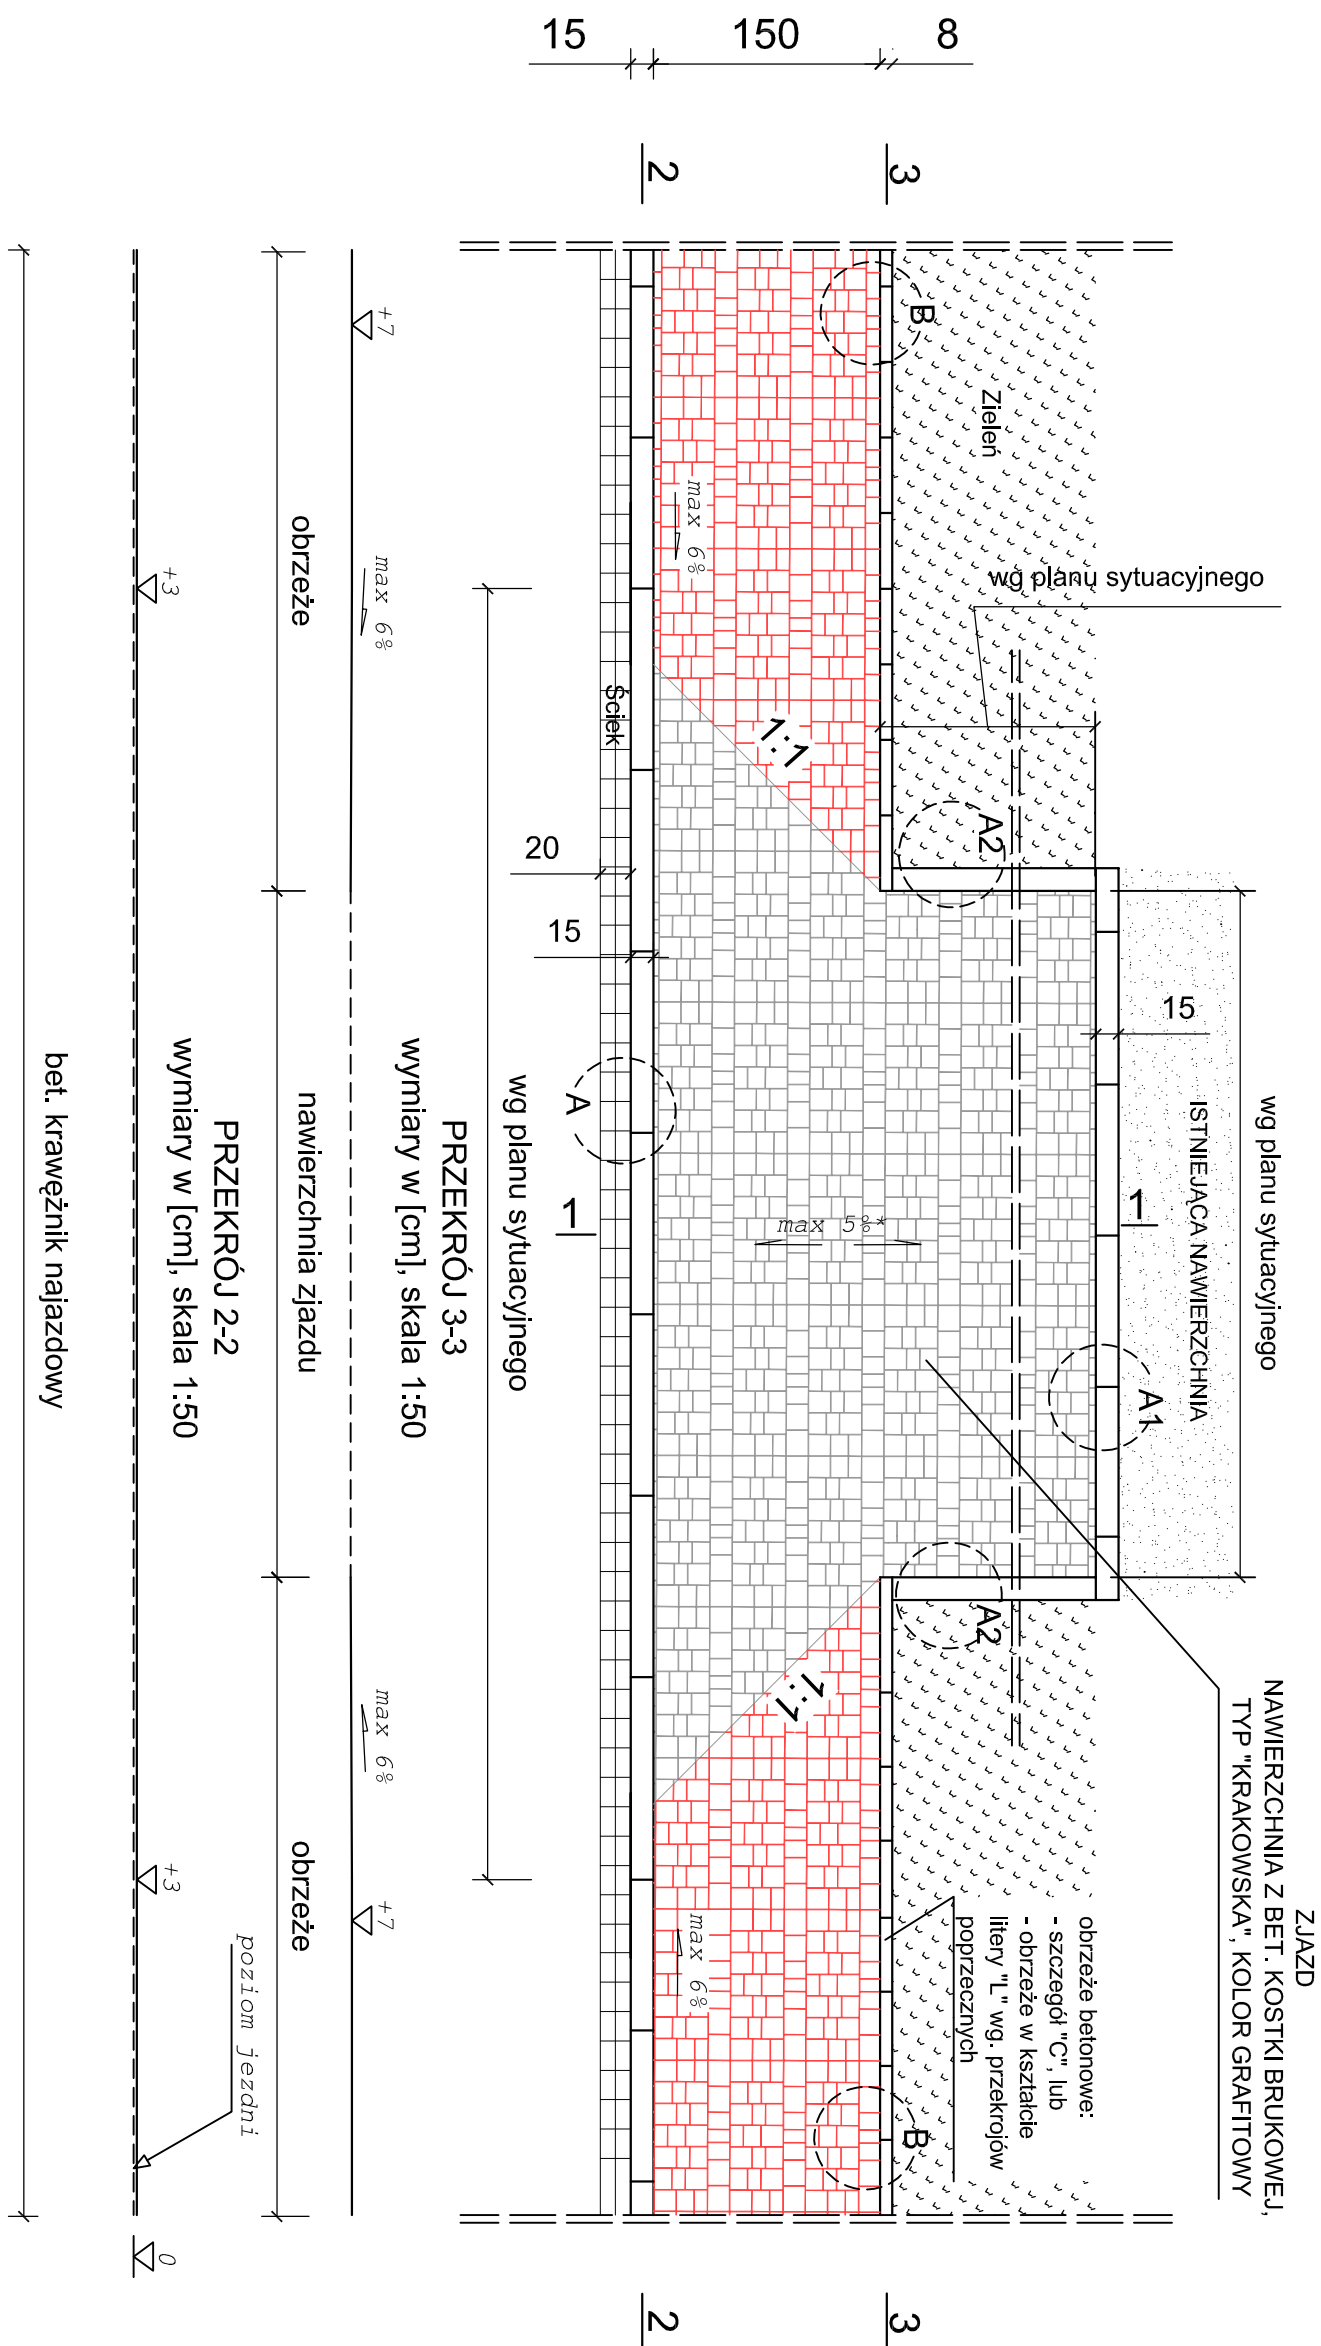 ZJAZD
NAWIERZCHNIA Z BET. KOSTKI BRUKOWEJ,
TYP "KRAKOWSKA", KOLOR GRAFITOWY
wg planu sytuacyjnego
ISTNIEJĄCA NAWIERZCHNIA
15
1
A1
wg planu sytuacyjnego
obrzeże betonowe:
- szczegół "C", lub
- obrzeże w kształcie
litery "L" wg. przekrojów
poprzecznych
Zieleń
A2
A2
8
3
B
B
3
150
1:1
max 5%*
1:1
max 6%
max 6%
15
2
2
Ściek
20
15
A
1
wg planu sytuacyjnego
PRZEKRÓJ 3-3
wymiary w [cm], skala 1:50
+7
max 6%
max 6%
+7
obrzeże
nawierzchnia zjazdu
obrzeże
PRZEKRÓJ 2-2
wymiary w [cm], skala 1:50
poziom jezdni
+3
+3
0
bet. krawężnik najazdowy